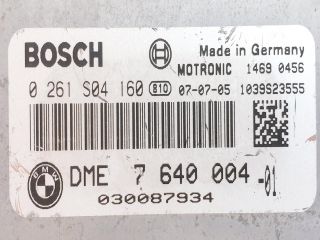 BOSCH
Made in Germany
MOTRONIC 1469 0456
0 261 S04 160 810 07-07-05 1039S23555
BMW
DME 7 640 004 -01
030087934